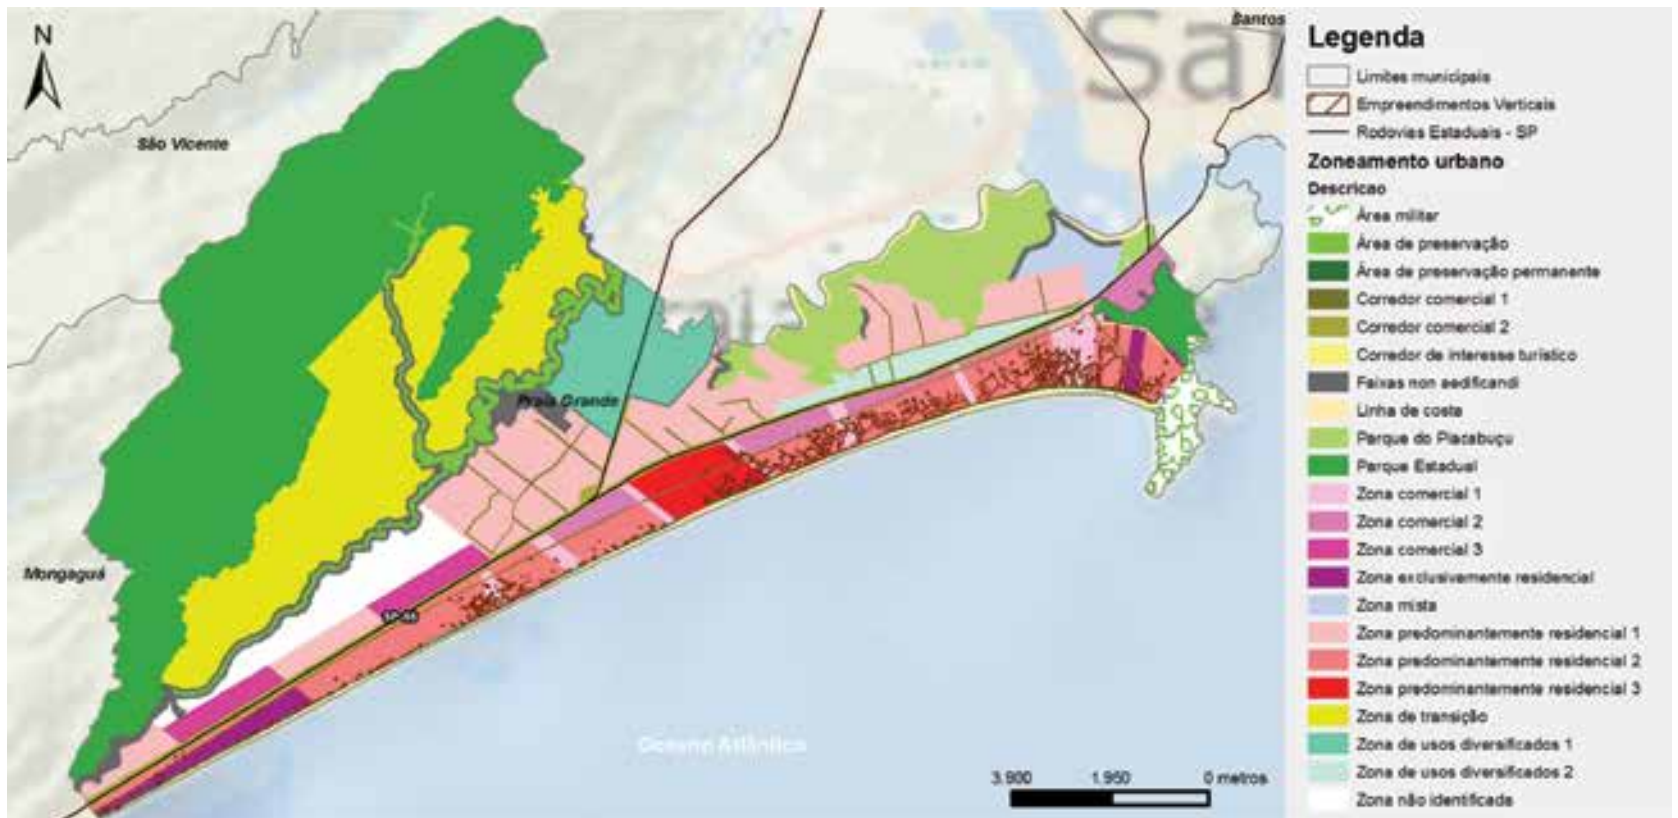 N
Santos
São Vicente
Sa
Praia Grande
Mongaguá
Oceano Atlântico
3.900 1.950 0 metros
Legenda
Limites municipais
Empreendimentos Verticais
Rodovias Estaduais - SP
Zoneamento urbano
Descricao
Área militar
Área de preservação
Área de preservação permanente
Corredor comercial 1
Corredor comercial 2
Corredor de interesse turístico
Faixas non aedificandi
Linha de costa
Parque do Piacabuçu
Parque Estadual
Zona comercial 1
Zona comercial 2
Zona comercial 3
Zona exclusivamente residencial
Zona mista
Zona predominantemente residencial 1
Zona predominantemente residencial 2
Zona predominantemente residencial 3
Zona de transição
Zona de usos diversificados 1
Zona de usos diversificados 2
Zona não identificada